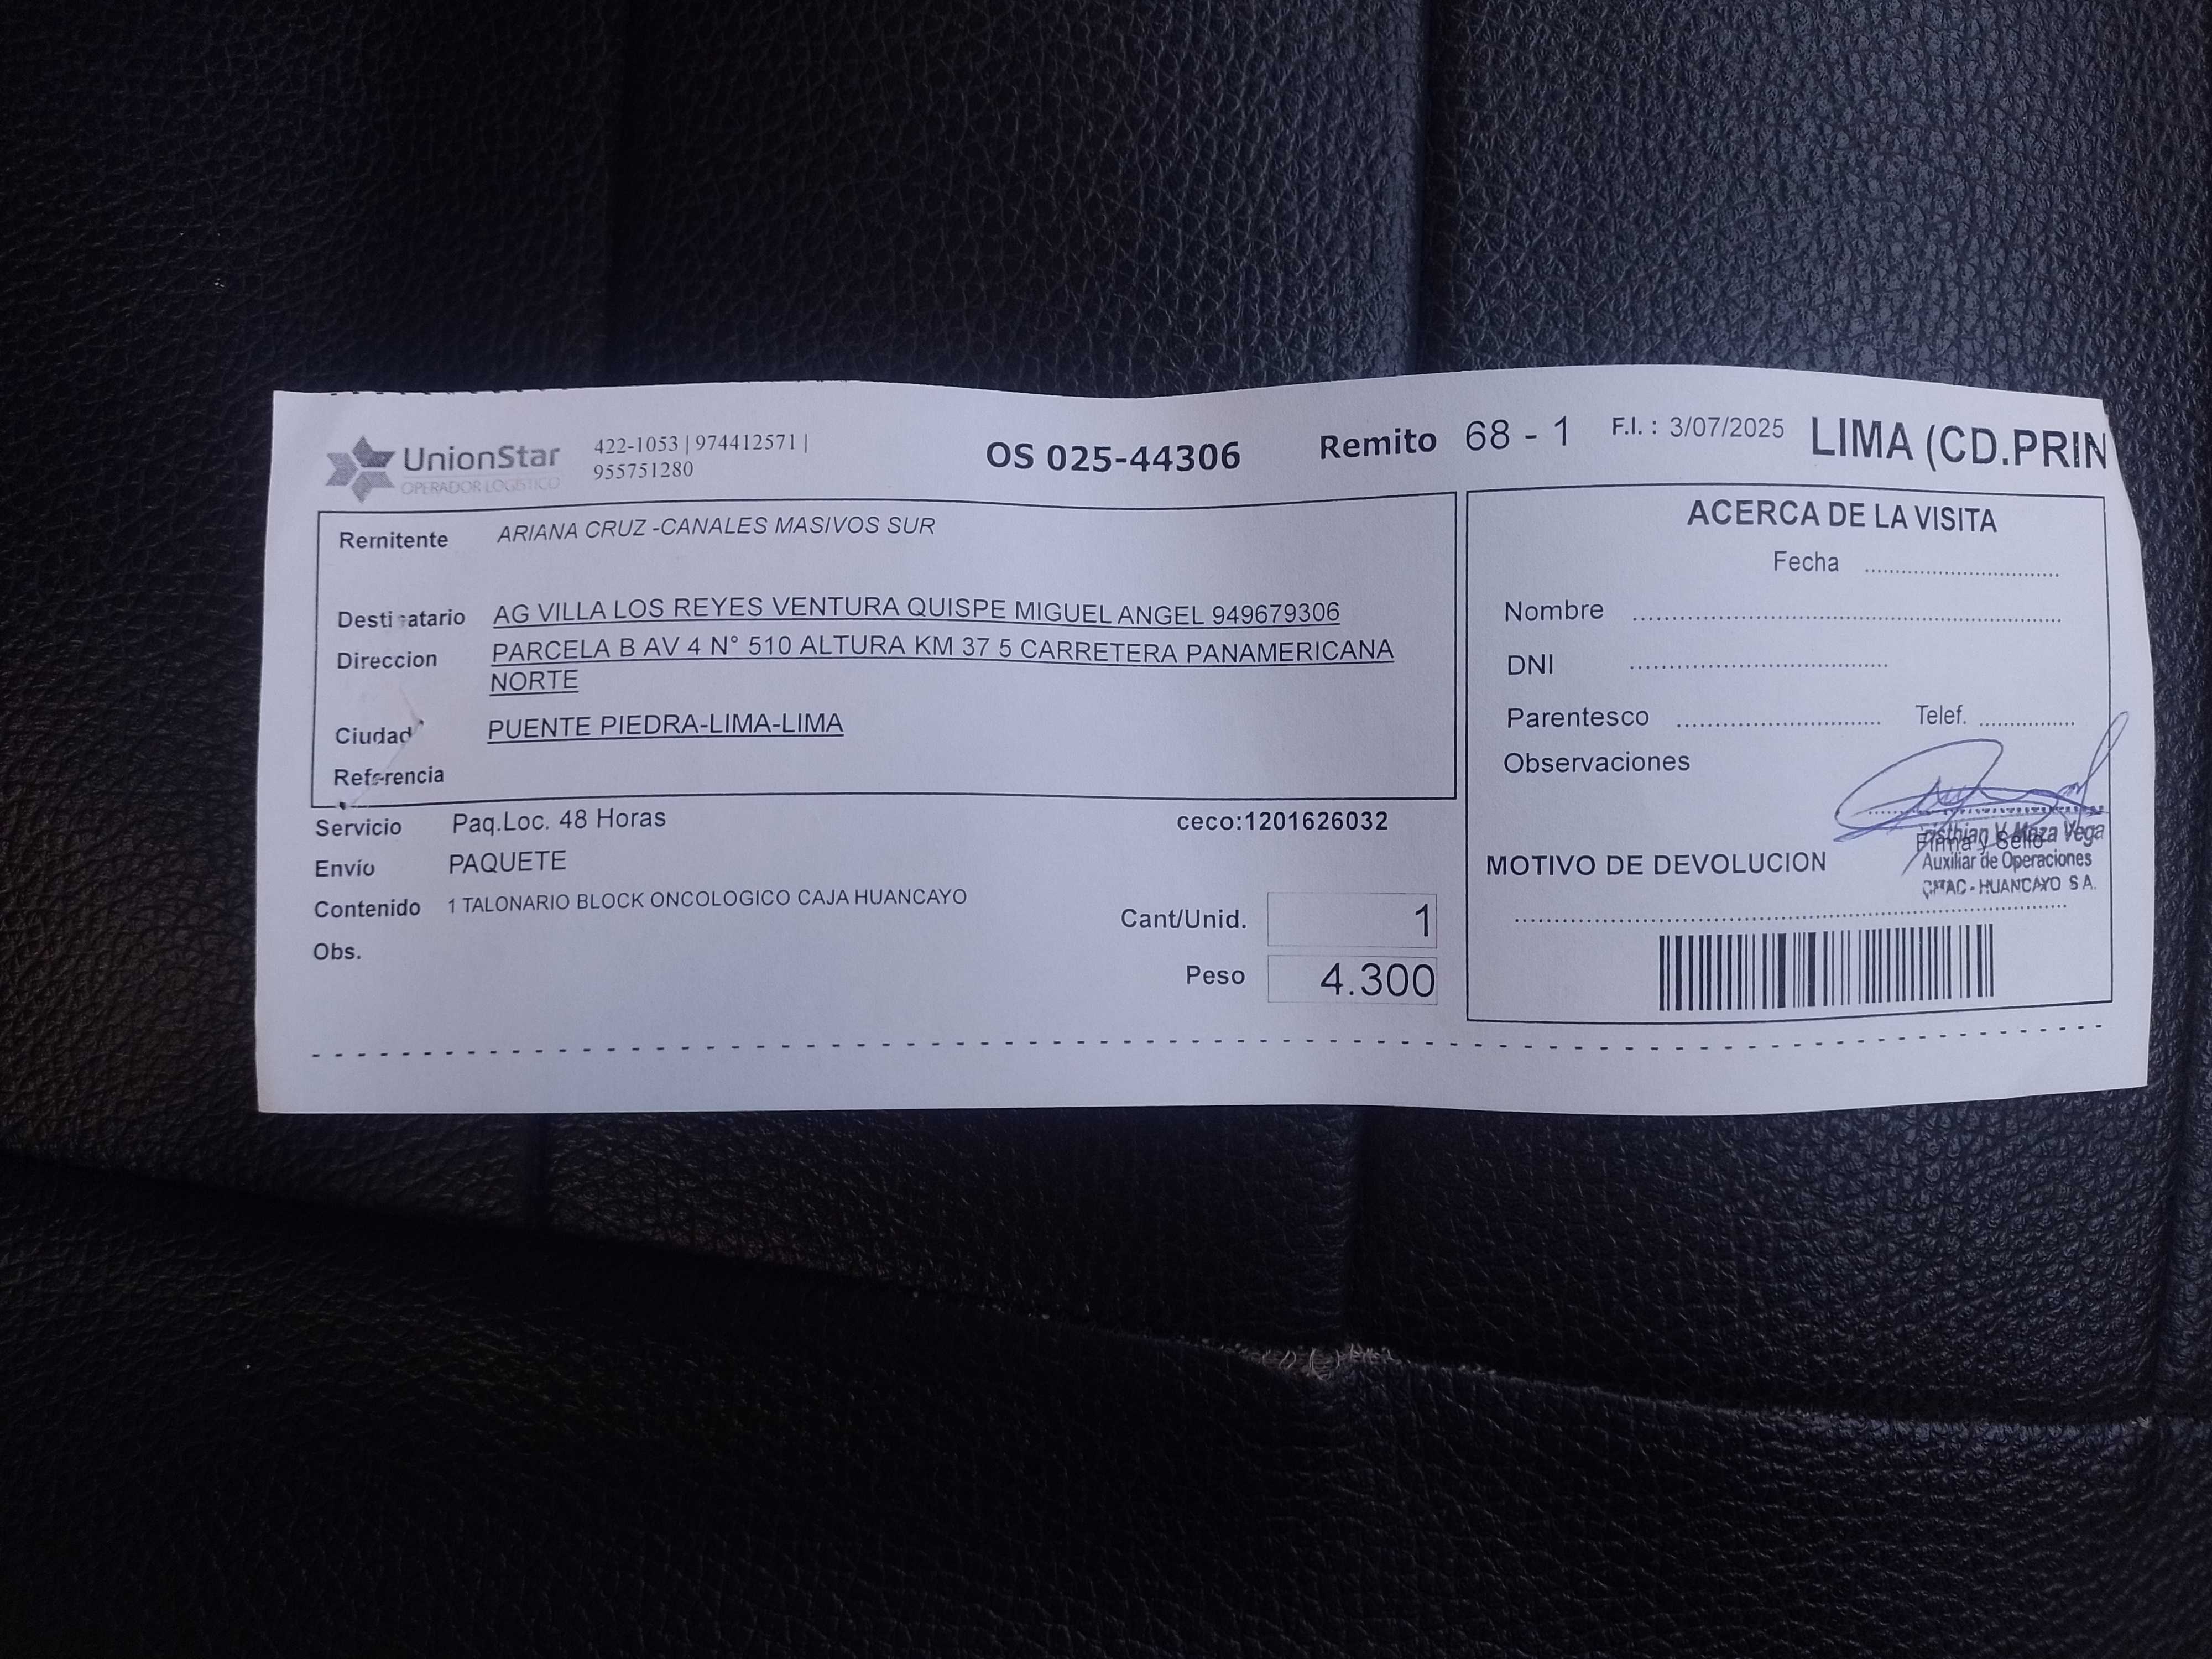 UnionStar
OPERADOR LOGISTICO
422-1053 | 974412571 |
955751280
OS 025-44306
Remito 68 - 1
F.I. : 3/07/2025
LIMA (CD.PRIN
Remitente ARIANA CRUZ -CANALES MASIVOS SUR
Destinatario AG VILLA LOS REYES VENTURA QUISPE MIGUEL ANGEL 949679306
Direccion PARCELA B AV 4 N° 510 ALTURA KM 37 5 CARRETERA PANAMERICANA
NORTE
Ciudad PUENTE PIEDRA-LIMA-LIMA
Referencia
Servicio Paq.Loc. 48 Horas
ceco:1201626032
Envío PAQUETE
Contenido 1 TALONARIO BLOCK ONCOLOGICO CAJA HUANCAYO
Obs.
Cant/Unid. 1
Peso 4.300
ACERCA DE LA VISITA
Fecha
Nombre
DNI
Parentesco Telef.
Observaciones
Firma y Sello
Vega
Auxiliar de Operaciones
CMAC - HUANCAYO S A.
MOTIVO DE DEVOLUCION